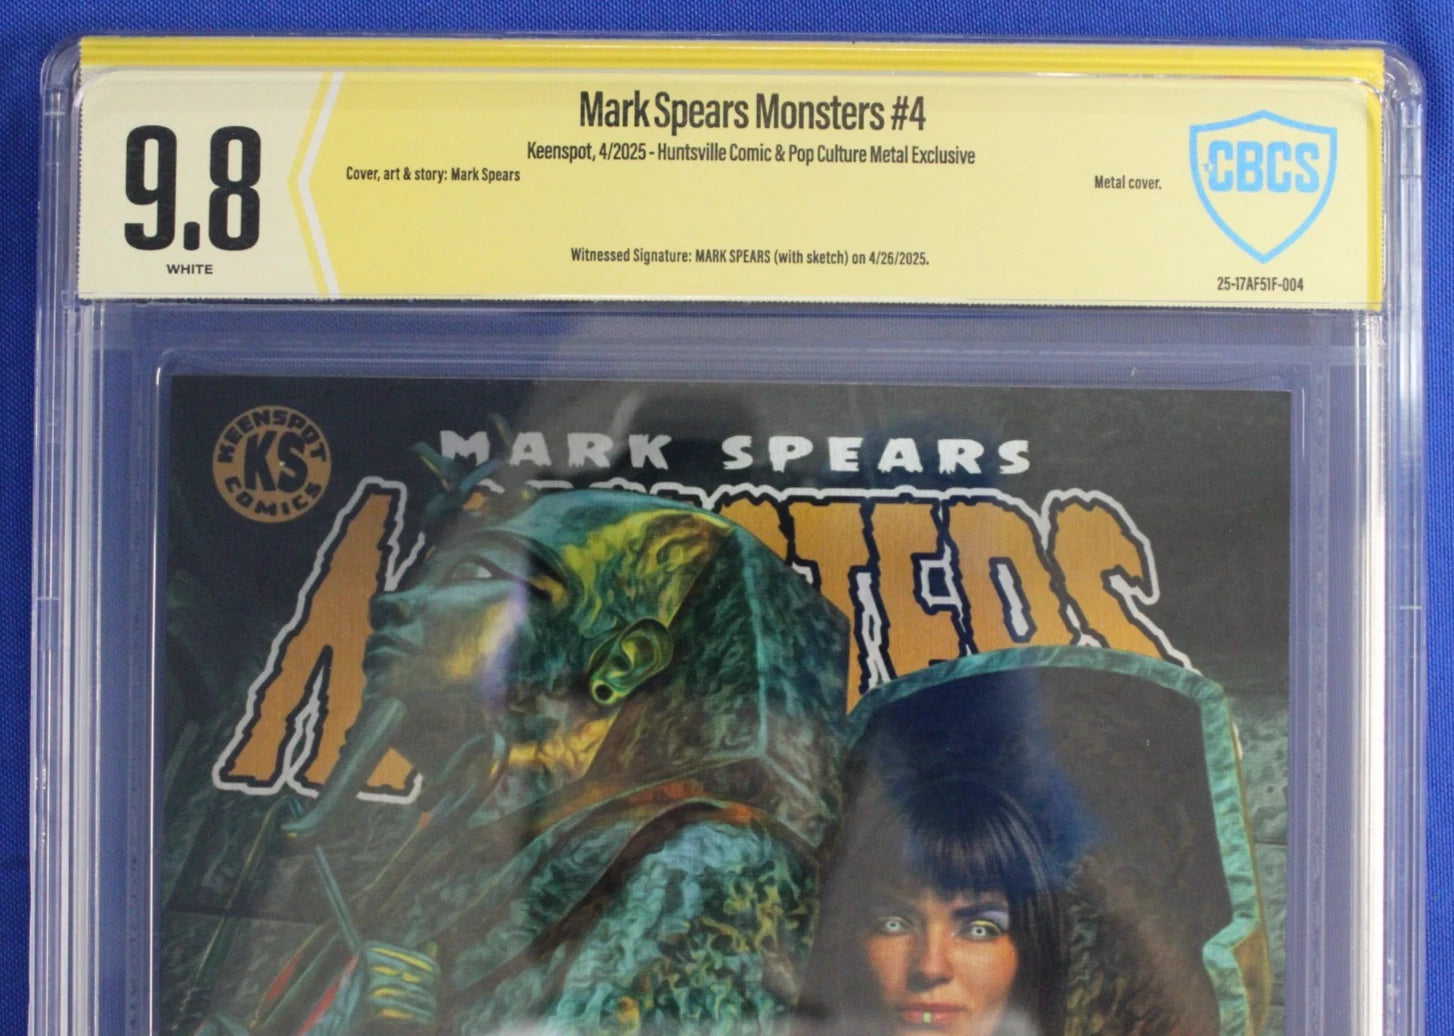 9.8
WHITE
Mark Spears Monsters #4
Keenspot, 4/2025 - Huntsville Comic & Pop Culture Metal Exclusive
Cover, art & story: Mark Spears
Metal cover.
Witnessed Signature: MARK SPEARS (with sketch) on 4/26/2025.
CBCS
25-17AF51F-004
KEENSPOT
KS
COMICS
MARK SPEARS